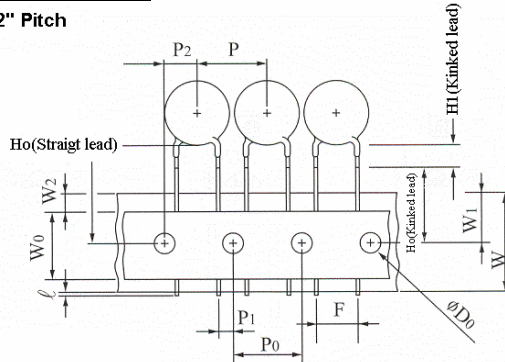 2" Pitch
P2
P
H1(Kinked lead)
Ho(Straigt lead)
W2
W0
ℓ
Ho(Kinked lead)
W1
W
P1
F
P0
øD0